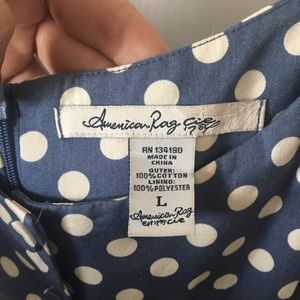 American Rag cie
RN 134190
MADE IN
CHINA
OUTER:
100%COTTON
LINING:
100%POLYESTER
L
American Rag
cie